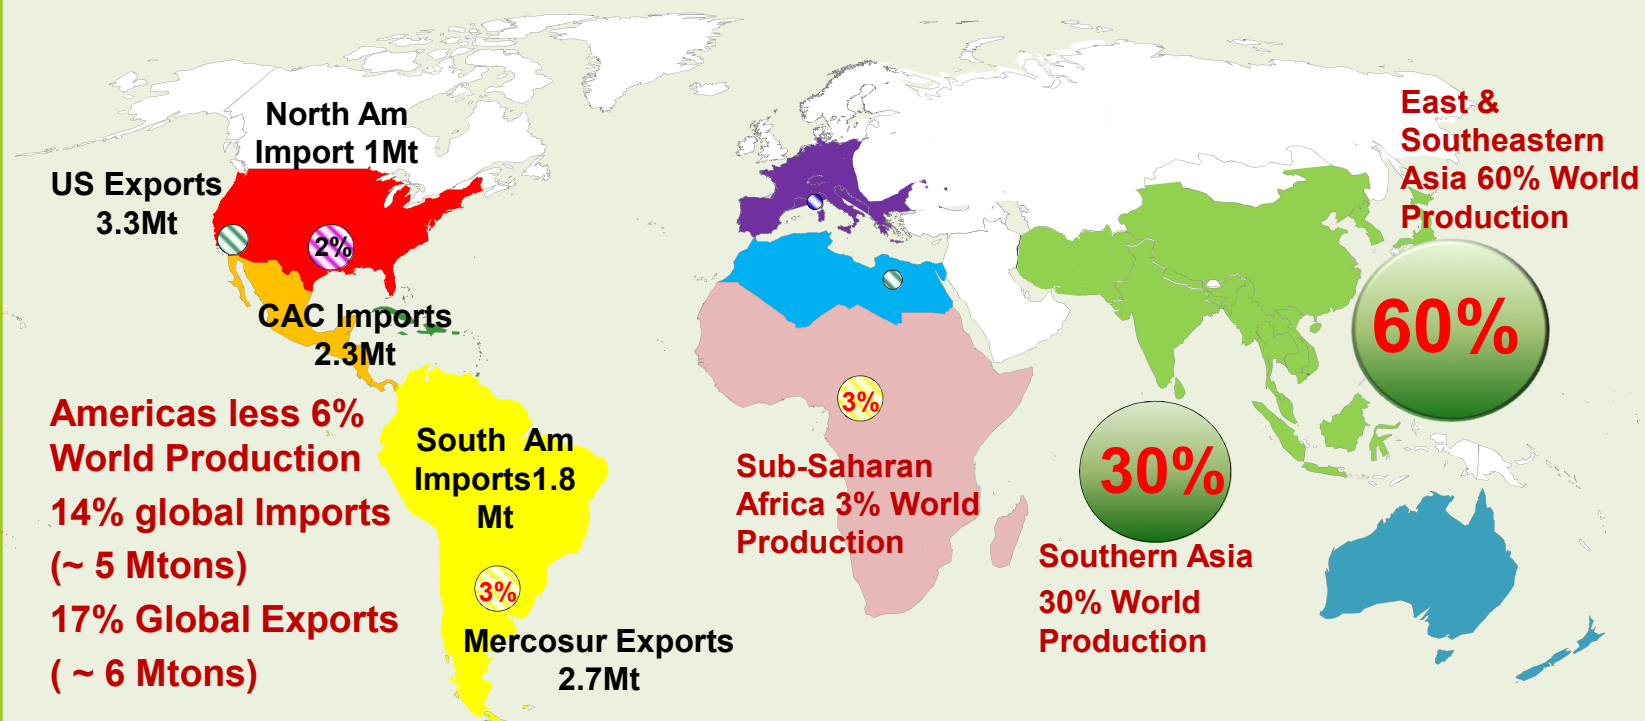 North Am
Import 1Mt
US Exports
3.3Mt
2%
CAC Imports
2.3Mt
Americas less 6%
World Production
14% global Imports
(~ 5 Mtons)
17% Global Exports
( ~ 6 Mtons)
South Am
Imports1.8
Mt
3%
Mercosur Exports
2.7Mt
3%
Sub-Saharan
Africa 3% World
Production
30%
Southern Asia
30% World
Production
East &
Southeastern
Asia 60% World
Production
60%